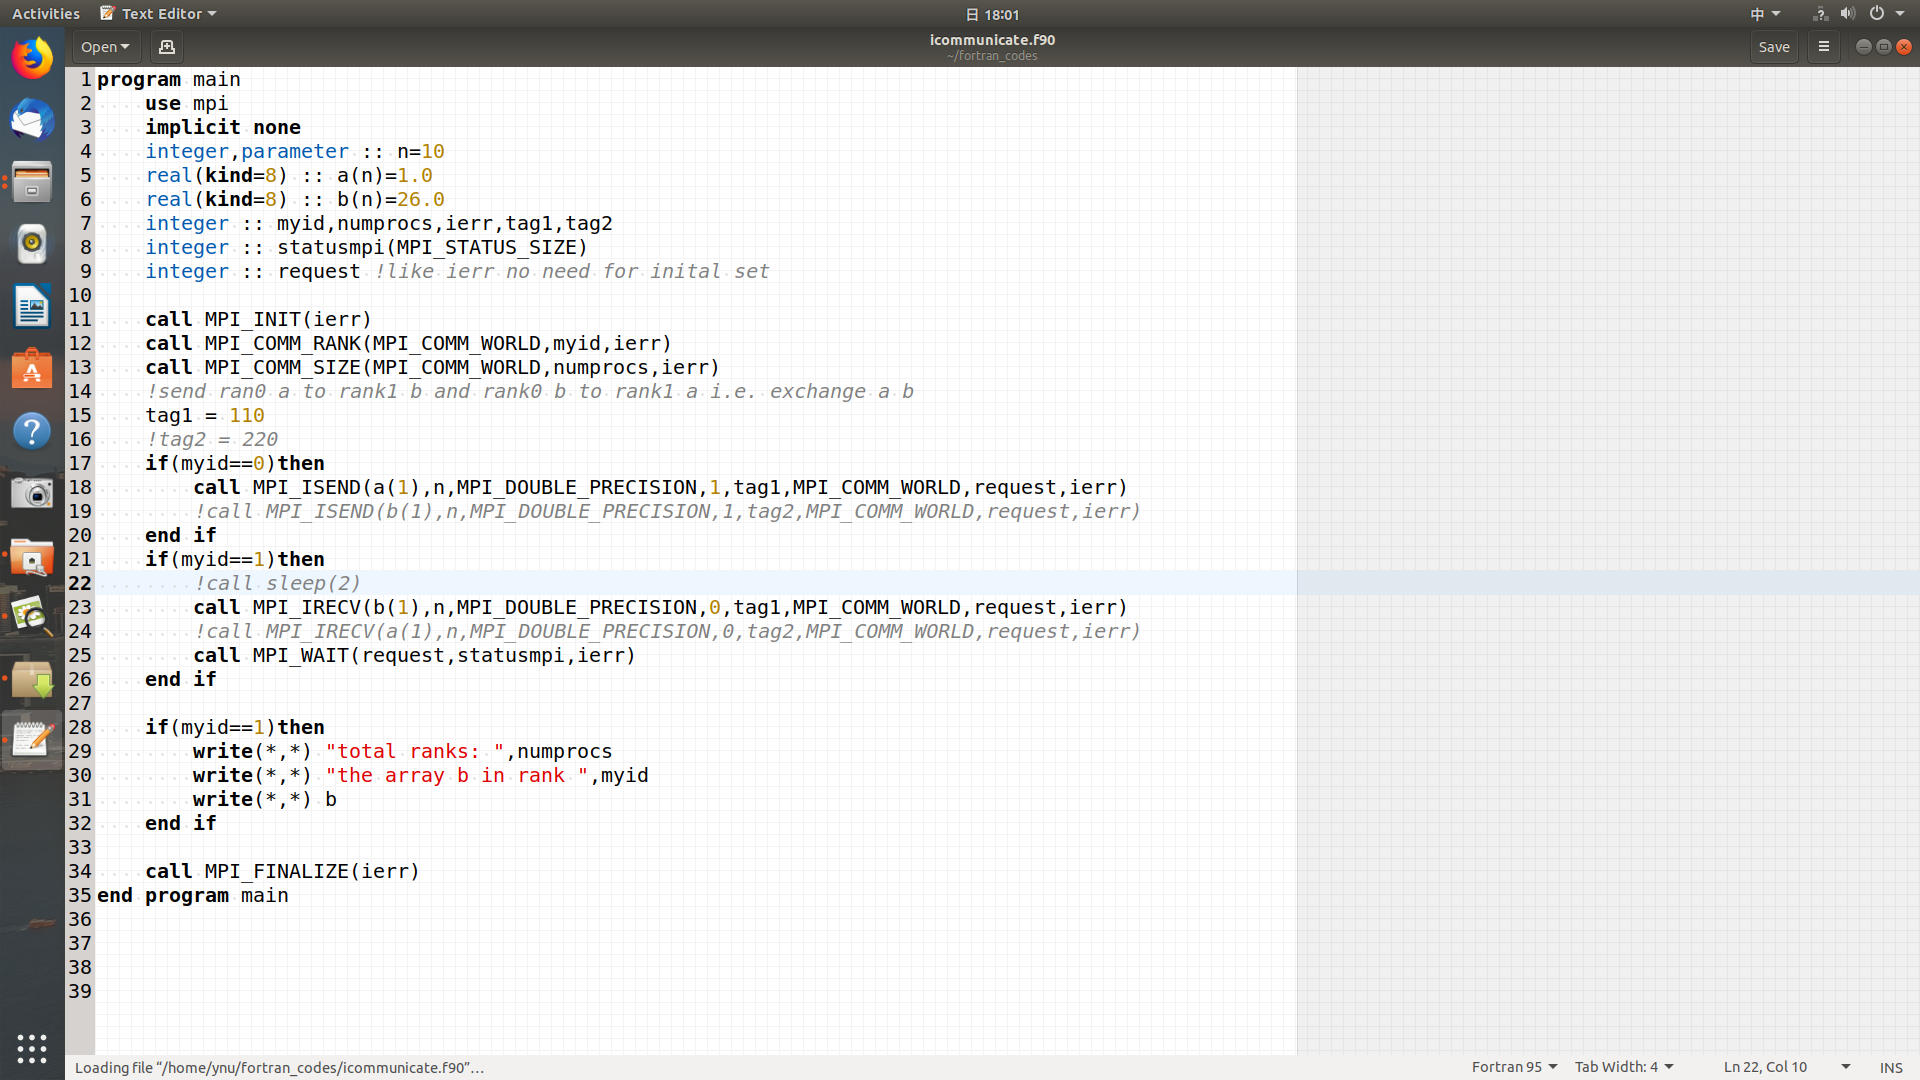 Activities Text Editor 日 18:01 中
Open icommunicate.f90 Save
~/fortran_codes
1 program main
2 use mpi
3 implicit none
4 integer,parameter :: n=10
5 real(kind=8) :: a(n)=1.0
6 real(kind=8) :: b(n)=26.0
7 integer :: myid,numprocs,ierr,tag1,tag2
8 integer :: statusmpi(MPI_STATUS_SIZE)
9 integer :: request !like ierr no need for inital set
10
11 call MPI_INIT(ierr)
12 call MPI_COMM_RANK(MPI_COMM_WORLD,myid,ierr)
13 call MPI_COMM_SIZE(MPI_COMM_WORLD,numprocs,ierr)
14 !send ran0 a to rank1 b and rank0 b to rank1 a i.e. exchange a b
15 tag1 = 110
16 !tag2 = 220
17 if(myid==0)then
18 call MPI_ISEND(a(1),n,MPI_DOUBLE_PRECISION,1,tag1,MPI_COMM_WORLD,request,ierr)
19 !call MPI_ISEND(b(1),n,MPI_DOUBLE_PRECISION,1,tag2,MPI_COMM_WORLD,request,ierr)
20 end if
21 if(myid==1)then
22 !call sleep(2)
23 call MPI_IRECV(b(1),n,MPI_DOUBLE_PRECISION,0,tag1,MPI_COMM_WORLD,request,ierr)
24 !call MPI_IRECV(a(1),n,MPI_DOUBLE_PRECISION,0,tag2,MPI_COMM_WORLD,request,ierr)
25 call MPI_WAIT(request,statusmpi,ierr)
26 end if
27
28 if(myid==1)then
29 write(*,*) "total ranks: ",numprocs
30 write(*,*) "the array b in rank ",myid
31 write(*,*) b
32 end if
33
34 call MPI_FINALIZE(ierr)
35 end program main
36
37
38
39
Loading file “/home/ynu/fortran_codes/icommunicate.f90”… Fortran 95 Tab Width: 4 Ln 22, Col 10 INS